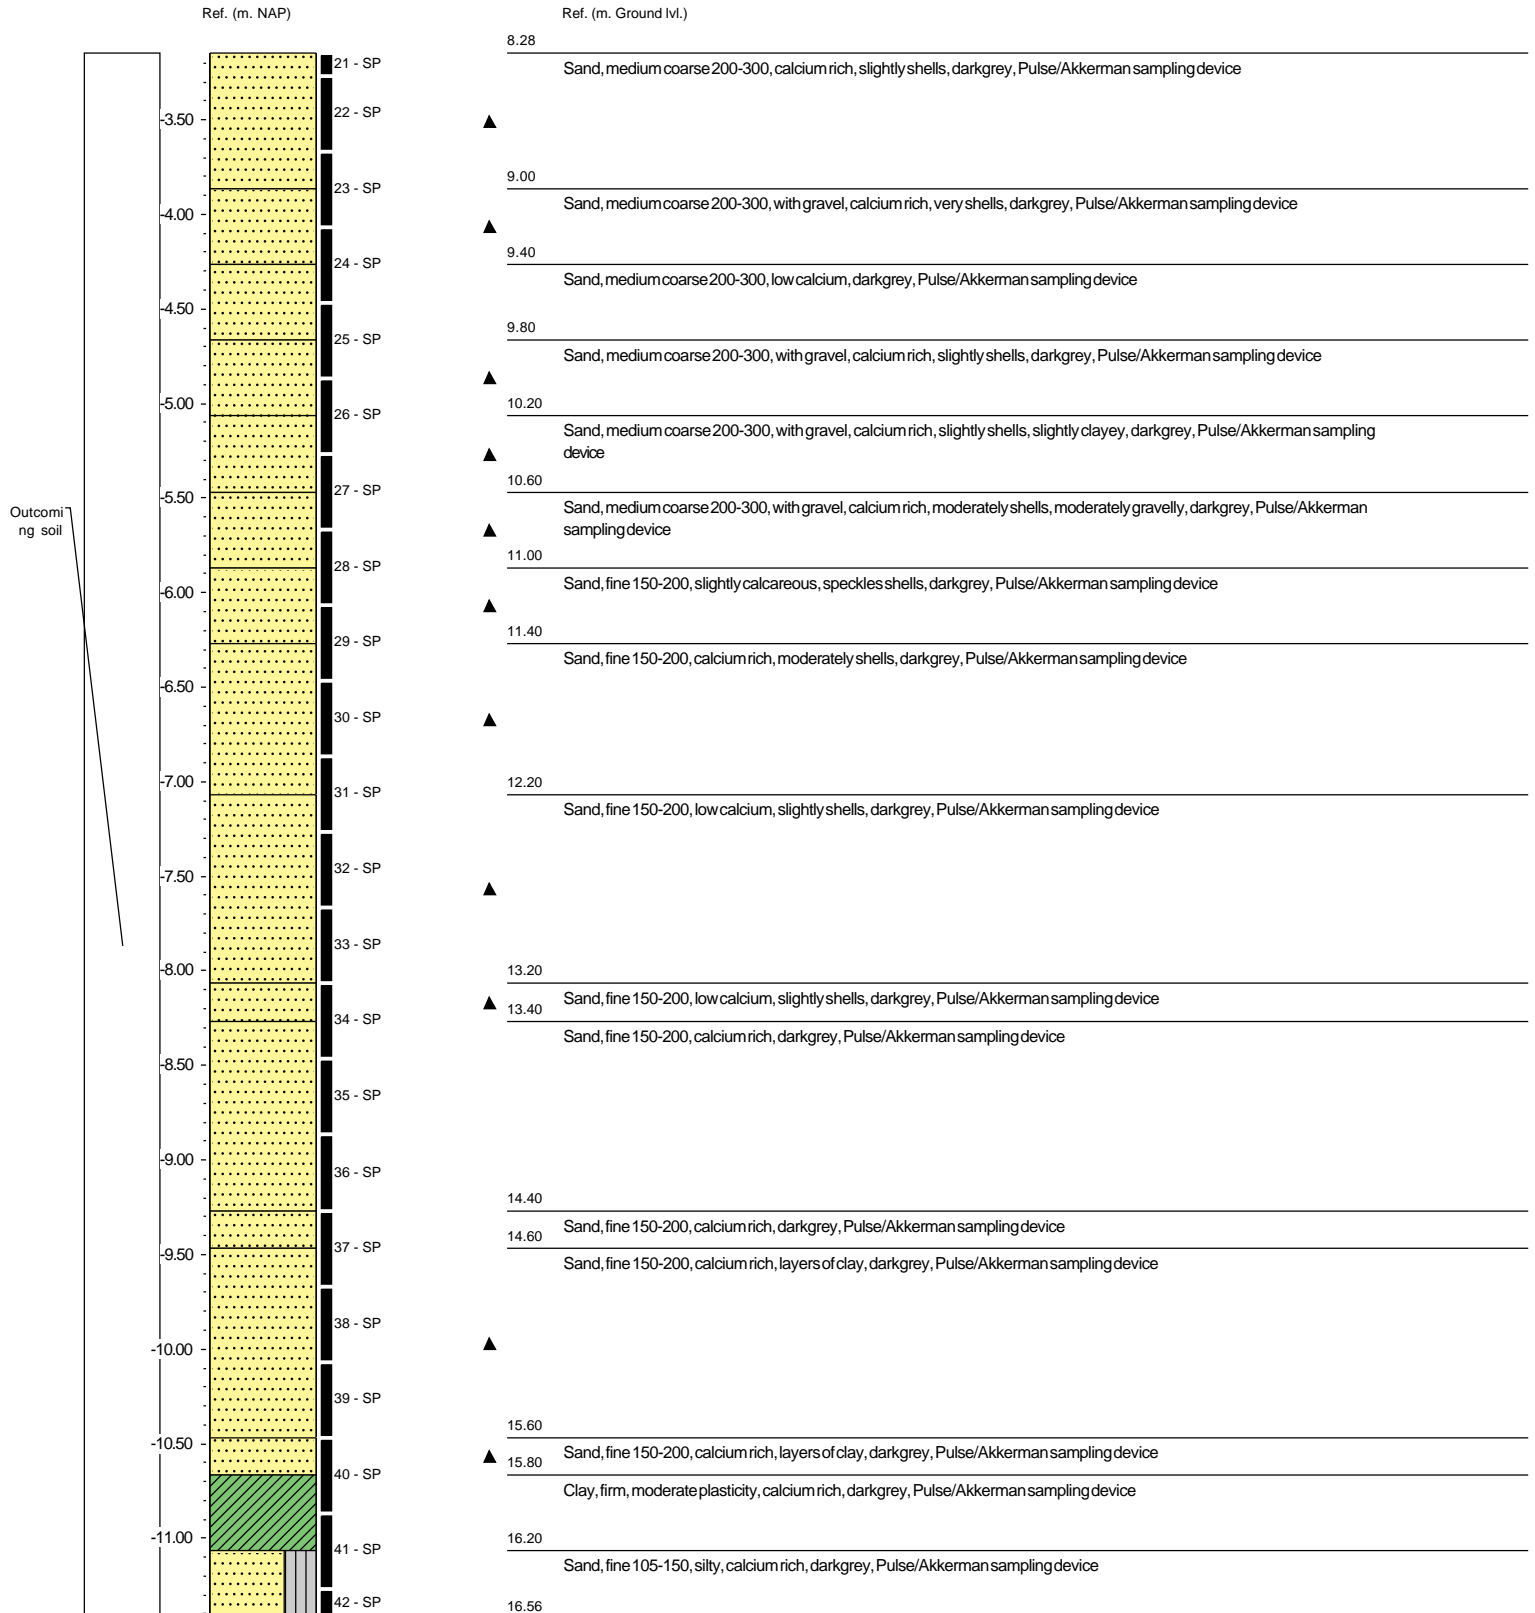 Ref. (m. NAP)
Ref. (m. Ground lvl.)
8.28
21 - SP
Sand, medium coarse 200-300, calcium rich, slightly shells, darkgrey, Pulse/Akkerman sampling device
22 - SP
-3.50
9.00
23 - SP
Sand, medium coarse 200-300, with gravel, calcium rich, very shells, darkgrey, Pulse/Akkerman sampling device
-4.00
9.40
24 - SP
Sand, medium coarse 200-300, low calcium, darkgrey, Pulse/Akkerman sampling device
-4.50
9.80
25 - SP
Sand, medium coarse 200-300, with gravel, calcium rich, slightly shells, darkgrey, Pulse/Akkerman sampling device
-5.00
10.20
26 - SP
Sand, medium coarse 200-300, with gravel, calcium rich, slightly shells, slightly clayey, darkgrey, Pulse/Akkerman sampling
device
10.60
27 - SP
-5.50
Sand, medium coarse 200-300, with gravel, calcium rich, moderately shells, moderately gravelly, darkgrey, Pulse/Akkerman
sampling device
Outcomi
ng soil
11.00
28 - SP
Sand, fine 150-200, slightly calcareous, speckles shells, darkgrey, Pulse/Akkerman sampling device
-6.00
11.40
29 - SP
Sand, fine 150-200, calcium rich, moderately shells, darkgrey, Pulse/Akkerman sampling device
-6.50
30 - SP
-7.00
12.20
31 - SP
Sand, fine 150-200, low calcium, slightly shells, darkgrey, Pulse/Akkerman sampling device
32 - SP
-7.50
33 - SP
-8.00
13.20
Sand, fine 150-200, low calcium, slightly shells, darkgrey, Pulse/Akkerman sampling device
13.40
34 - SP
Sand, fine 150-200, calcium rich, darkgrey, Pulse/Akkerman sampling device
-8.50
35 - SP
-9.00
36 - SP
14.40
Sand, fine 150-200, calcium rich, darkgrey, Pulse/Akkerman sampling device
14.60
37 - SP
-9.50
Sand, fine 150-200, calcium rich, layers of clay, darkgrey, Pulse/Akkerman sampling device
38 - SP
-10.00
39 - SP
15.60
-10.50
Sand, fine 150-200, calcium rich, layers of clay, darkgrey, Pulse/Akkerman sampling device
15.80
40 - SP
Clay, firm, moderate plasticity, calcium rich, darkgrey, Pulse/Akkerman sampling device
-11.00
16.20
41 - SP
Sand, fine 105-150, silty, calcium rich, darkgrey, Pulse/Akkerman sampling device
42 - SP
16.56